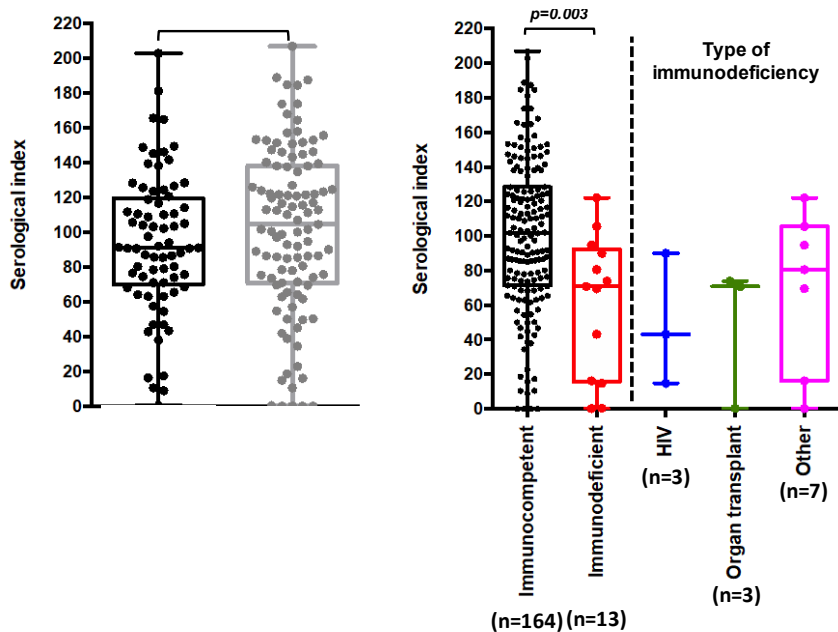 Serological index
220
200
180
160
140
120
100
80
60
40
20
0
p=0.003
Type of
immunodeficiency
Serological index
220
200
180
160
140
120
100
80
60
40
20
0
Immunocompetent
(n=164)
Immunodeficient
(n=13)
HIV
(n=3)
Organ transplant
(n=3)
Other
(n=7)